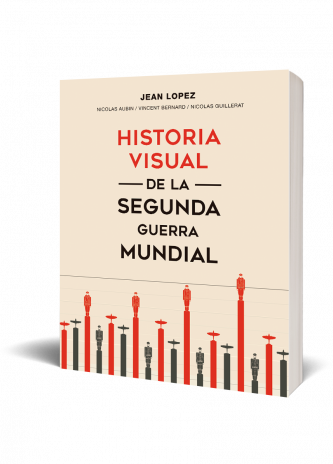 JEAN LOPEZ
NICOLAS AUBIN / VINCENT BERNARD / NICOLAS GUILLERAT
HISTORIA
VISUAL
DE LA
SEGUNDA
GUERRA
MUNDIAL